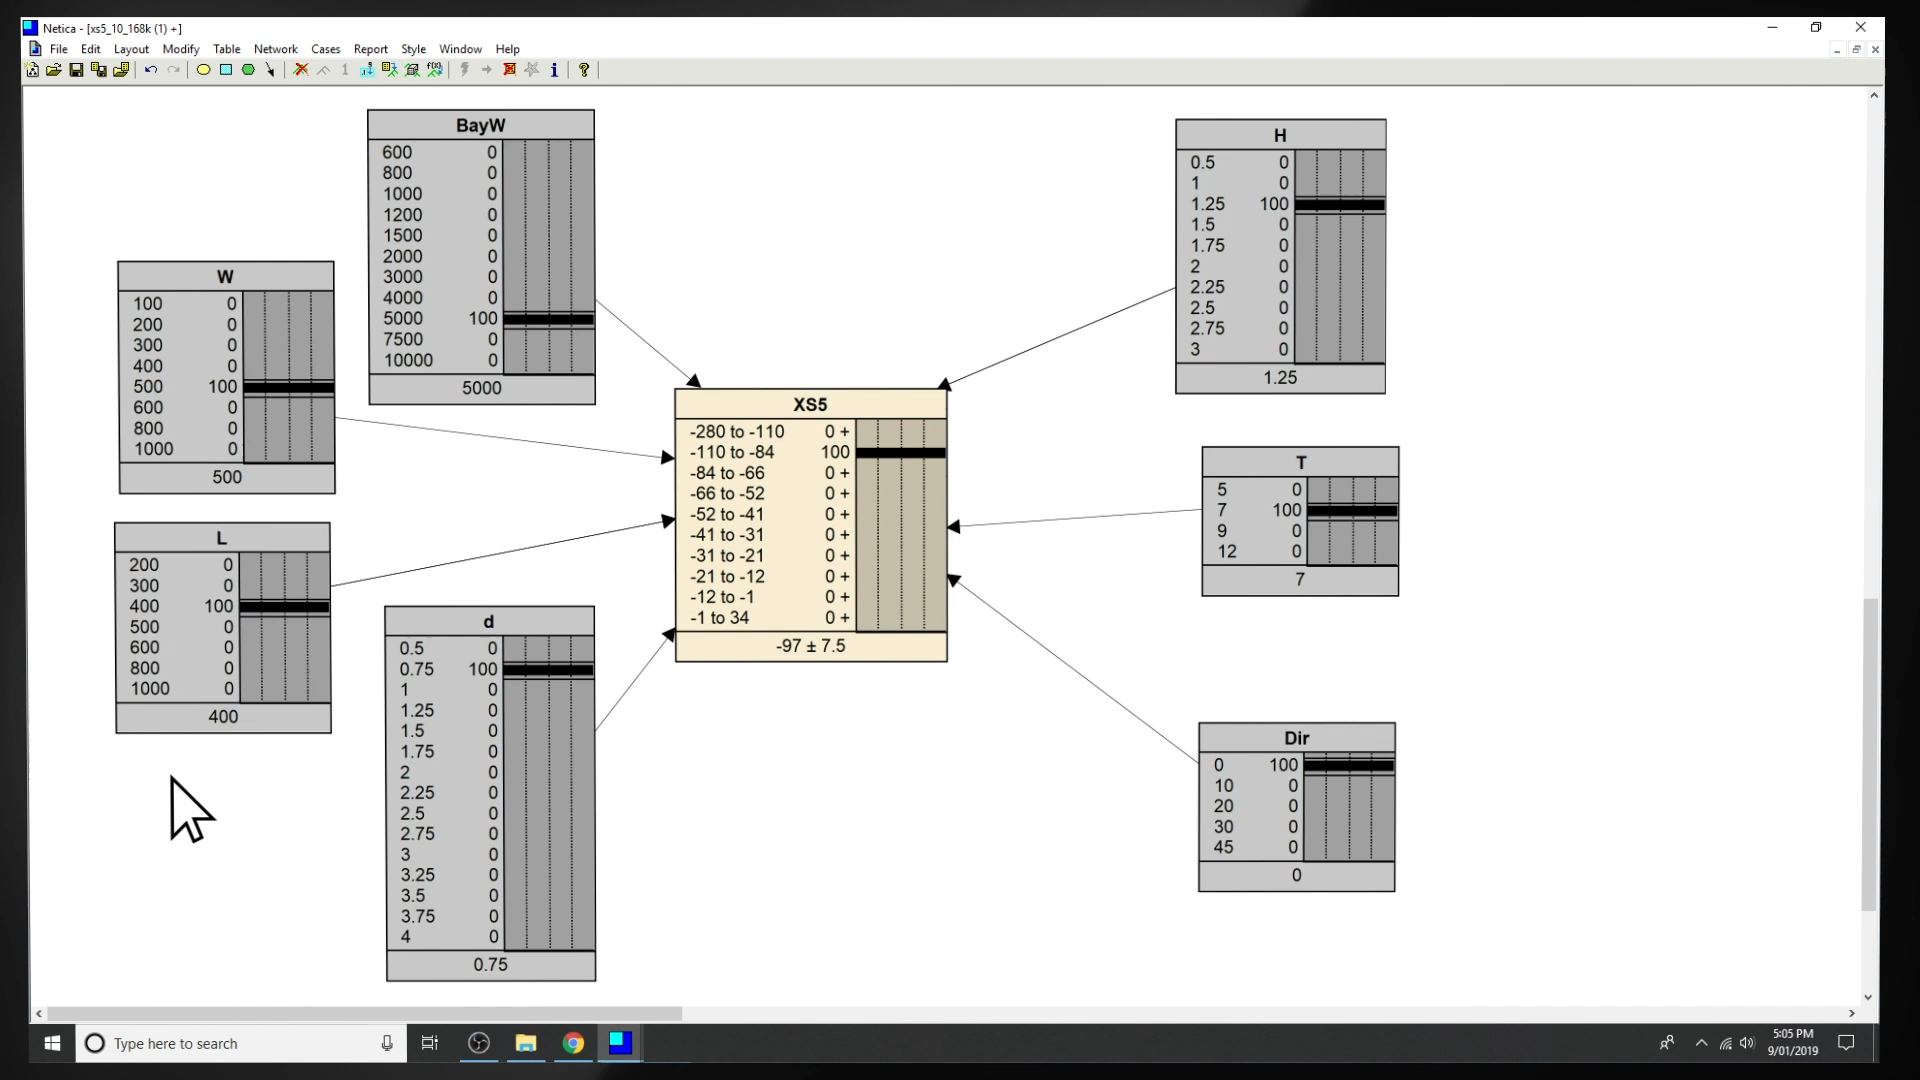 Netica - [xs5_10_168k (1) +]
File Edit Layout Modify Table Network Cases Report Style Window Help
BayW
600 0
800 0
1000 0
1200 0
1500 0
2000 0
3000 0
4000 0
5000 100
7500 0
10000 0
5000
H
0.5 0
1 0
1.25 100
1.5 0
1.75 0
2 0
2.25 0
2.5 0
2.75 0
3 0
1.25
W
100 0
200 0
300 0
400 0
500 100
600 0
800 0
1000 0
500
XS5
-280 to -110 0 +
-110 to -84 100
-84 to -66 0 +
-66 to -52 0 +
-52 to -41 0 +
-41 to -31 0 +
-31 to -21 0 +
-21 to -12 0 +
-12 to -1 0 +
-1 to 34 0 +
-97 ± 7.5
T
5 0
7 100
9 0
12 0
7
L
200 0
300 0
400 100
500 0
600 0
800 0
1000 0
400
d
0.5 0
0.75 100
1 0
1.25 0
1.5 0
1.75 0
2 0
2.25 0
2.5 0
2.75 0
3 0
3.25 0
3.5 0
3.75 0
4 0
0.75
Dir
0 100
10 0
20 0
30 0
45 0
0
Type here to search
5:05 PM
9/01/2019